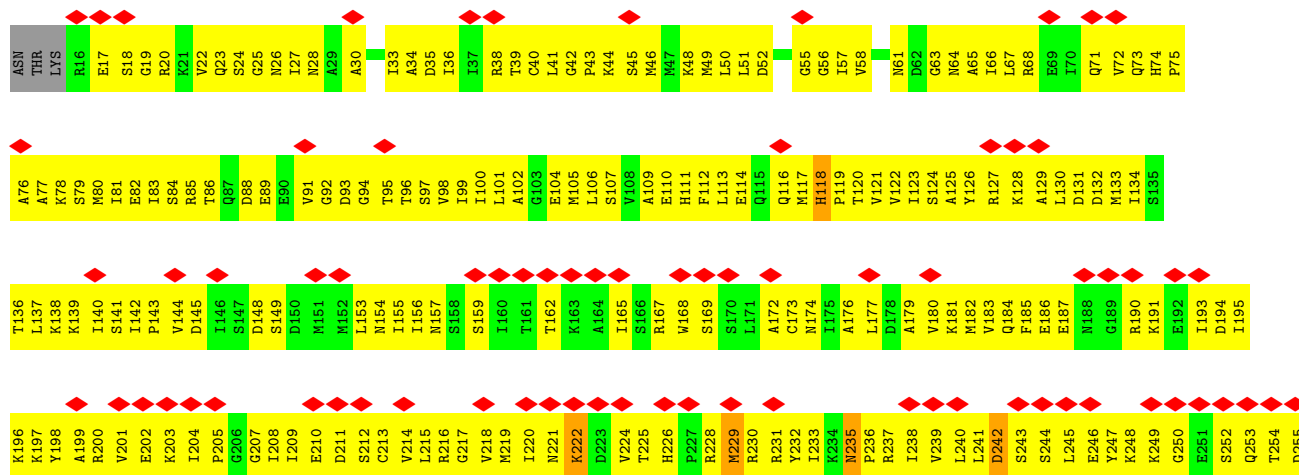 ASN THR LYS R16 E17 S18 G19 R20 K21 V22 Q23 S24 G25 N26 I27 N28 A29 A30 I33 A34 D35 I36 I37 R38 T39 C40 L41 G42 P43 K44 S45 M46 M47 K48 M49 L50 L51 D52 G55 G56 I57 V58 N61 D62 G63 N64 A65 I66 L67 R68 E69 I70 Q71 V72 Q73 H74 P75
A76 A77 K78 S79 M80 I81 E82 I83 S84 R85 T86 Q87 D88 E89 E90 V91 G92 D93 G94 T95 T96 S97 V98 I99 I100 L101 A102 G103 E104 M105 L106 S107 V108 A109 E110 H111 F112 L113 E114 Q115 Q116 M117 H118 P119 T120 V121 V122 I123 S124 A125 Y126 R127 K128 A129 L130 D131 D132 M133 I134 S135
T136 L137 K138 K139 I140 S141 I142 P143 V144 D145 I146 S147 D148 S149 D150 M151 M152 L153 N154 I155 I156 N157 S158 S159 I160 T161 T162 K163 A164 I165 S166 R167 W168 S169 S170 L171 A172 C173 N174 I175 A176 L177 D178 A179 V180 K181 M182 V183 Q184 F185 E186 E187 N188 G189 R190 K191 E192 I193 D194 I195
K196 K197 Y198 A199 R200 V201 E202 K203 I204 P205 G206 G207 I208 I209 E210 D211 S212 C213 V214 L215 R216 G217 V218 M219 I220 N221 K222 D223 V224 T225 H226 P227 R228 M229 R230 R231 Y232 I233 K234 N235 P236 R237 I238 V239 L240 L241 D242 S243 S244 L245 E246 Y247 K248 K249 G250 E251 S252 Q253 T254 D255